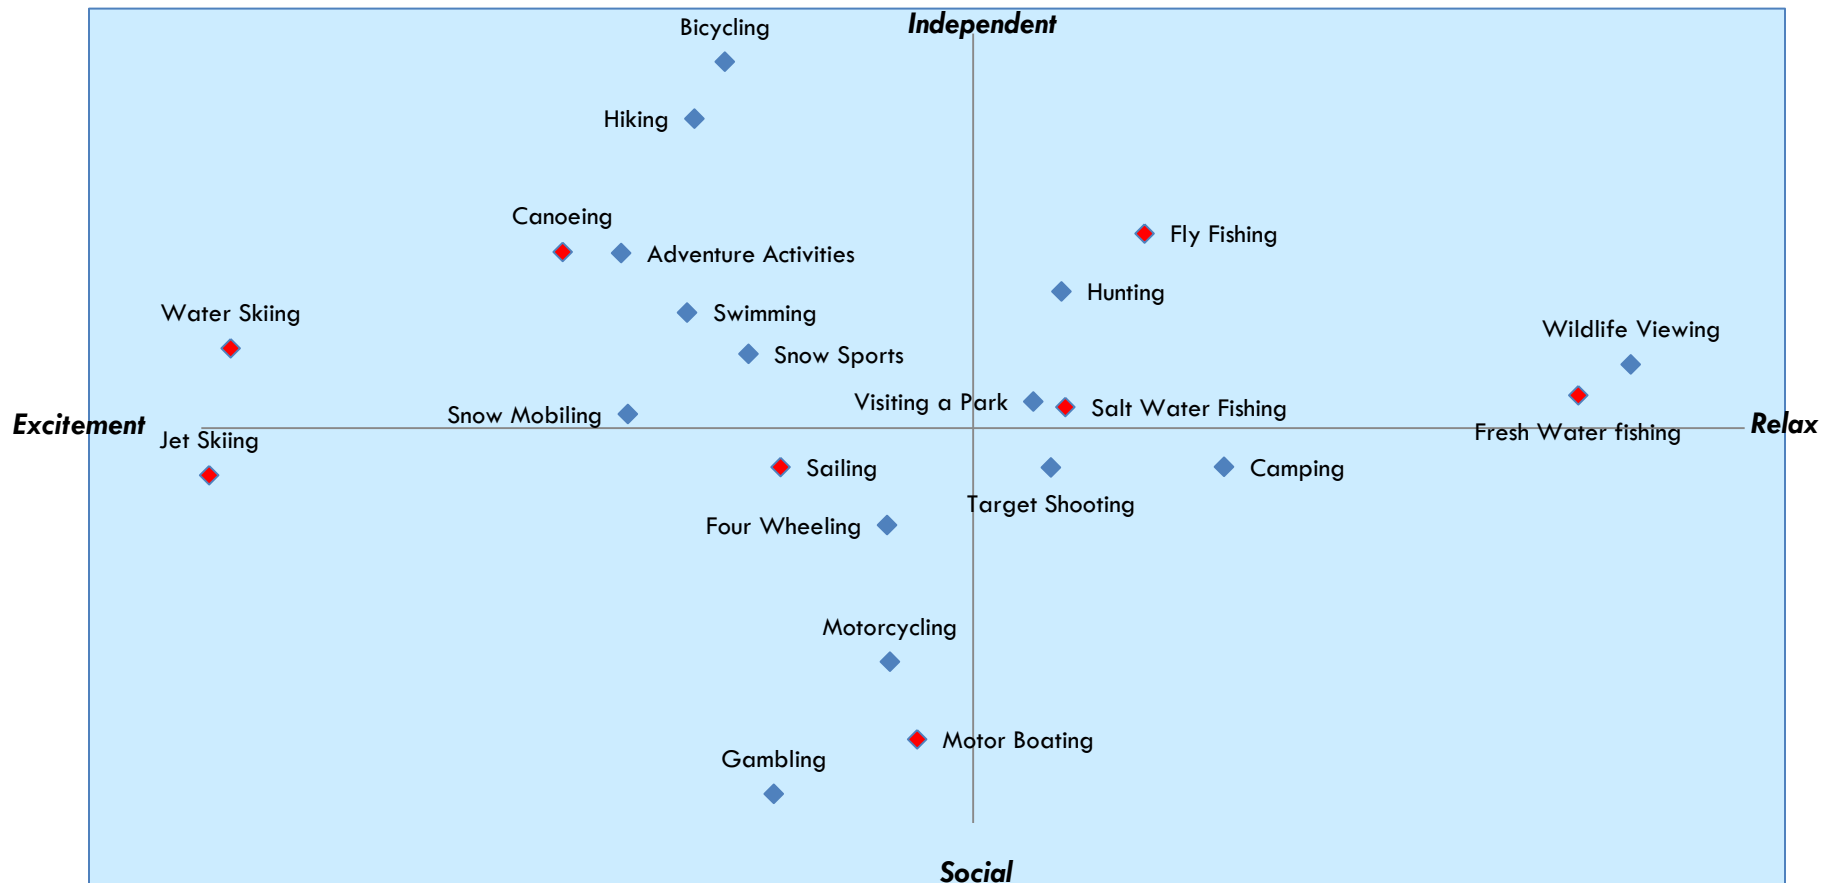 Independent
Bicycling
Hiking
Canoeing
Fly Fishing
Adventure Activities
Hunting
Water Skiing
Swimming
Wildlife Viewing
Snow Sports
Visiting a Park
Salt Water Fishing
Snow Mobiling
Excitement
Relax
Fresh Water fishing
Jet Skiing
Sailing
Camping
Target Shooting
Four Wheeling
Motorcycling
Motor Boating
Gambling
Social